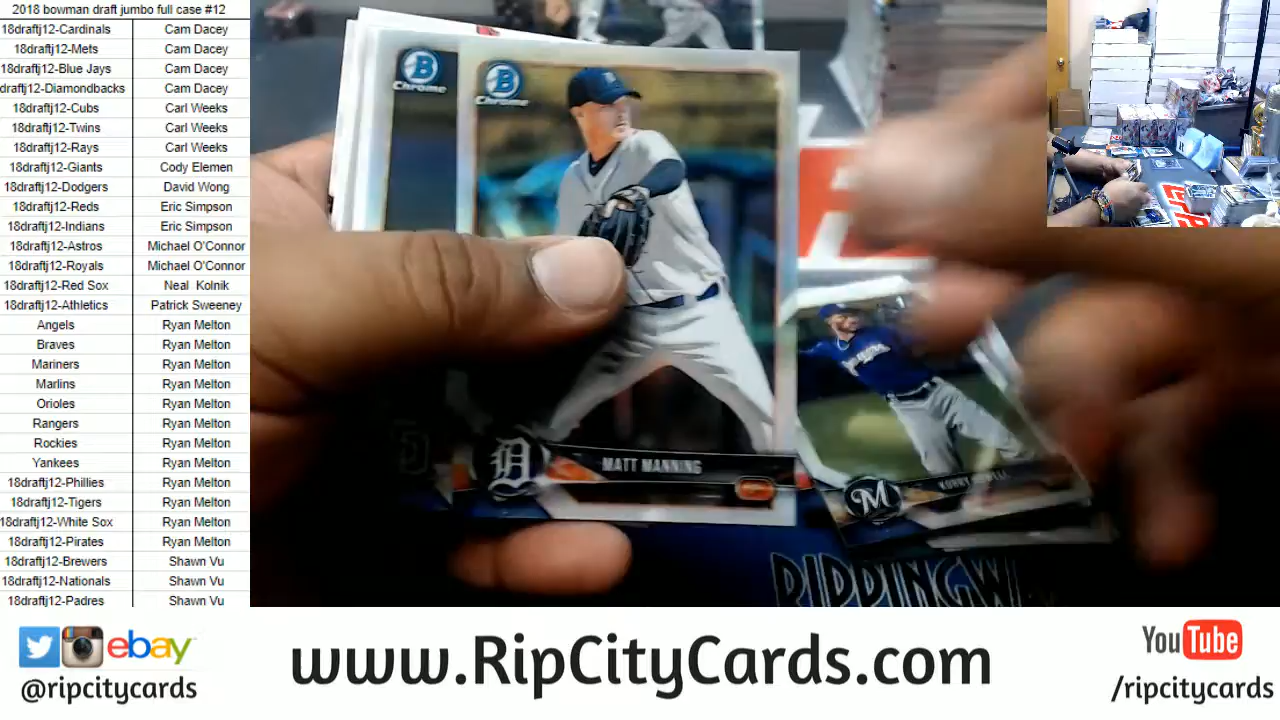 2018 bowman draft jumbo full case #12
18draftj12-Cardinals Cam Dacey
18draftj12-Mets Cam Dacey
18draftj12-Blue Jays Cam Dacey
draftj12-Diamondbacks Cam Dacey
18draftj12-Cubs Carl Weeks
18draftj12-Twins Carl Weeks
18draftj12-Rays Carl Weeks
18draftj12-Giants Cody Elemen
18draftj12-Dodgers David Wong
18draftj12-Reds Eric Simpson
18draftj12-Indians Eric Simpson
18draftj12-Astros Michael O'Connor
18draftj12-Royals Michael O'Connor
18draftj12-Red Sox Neal Kolnik
18draftj12-Athletics Patrick Sweeney
Angels Ryan Melton
Braves Ryan Melton
Mariners Ryan Melton
Marlins Ryan Melton
Orioles Ryan Melton
Rangers Ryan Melton
Rockies Ryan Melton
Yankees Ryan Melton
18draftj12-Phillies Ryan Melton
18draftj12-Tigers Ryan Melton
18draftj12-White Sox Ryan Melton
18draftj12-Pirates Ryan Melton
18draftj12-Brewers Shawn Vu
18draftj12-Nationals Shawn Vu
18draftj12-Padres Shawn Vu
B Chrome
B Chrome
D
MATT MANNING
M
RIPPINGW
ebay
@ripcitycards
www.RipCityCards.com
YouTube
/ripcitycards